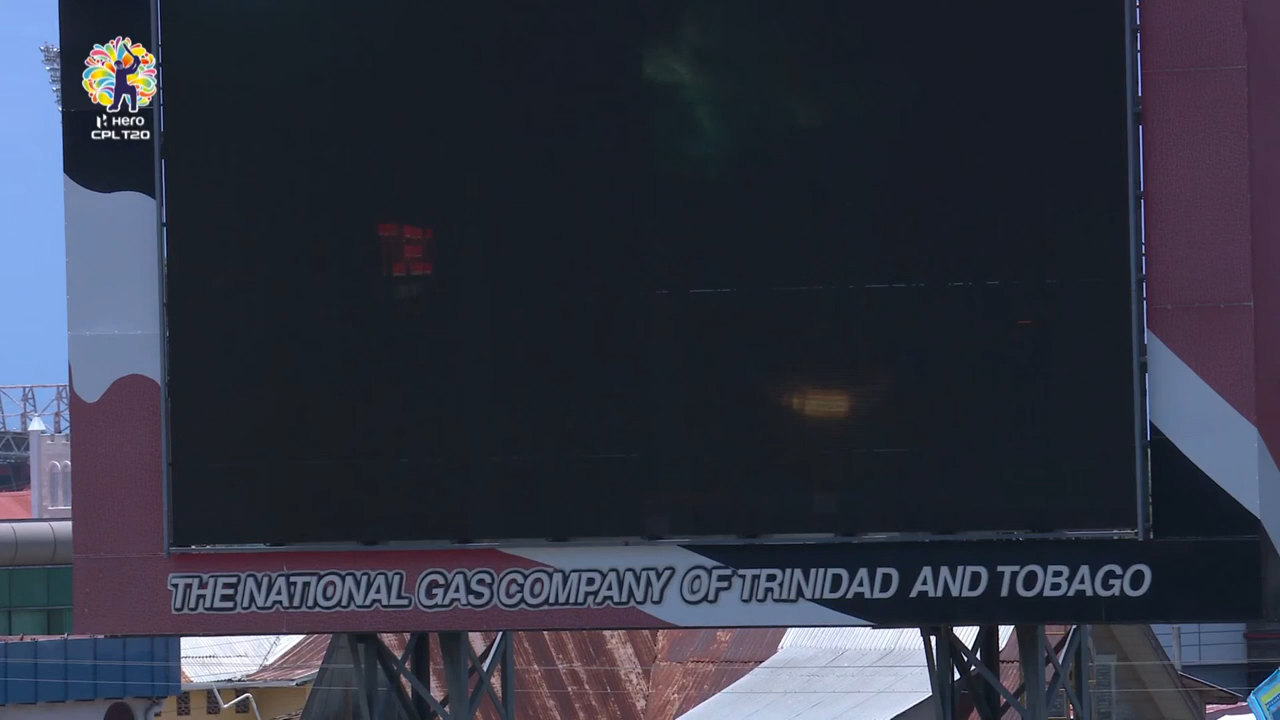 Hero
CPLT20
THE NATIONAL GAS COMPANY OF TRINIDAD AND TOBAGO